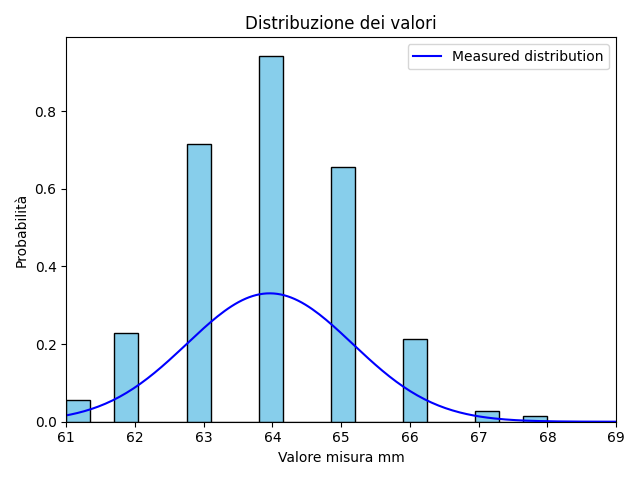 Distribuzione dei valori
Measured distribution
Probabilità
0.8
0.6
0.4
0.2
0.0
61 62 63 64 65 66 67 68 69
Valore misura mm